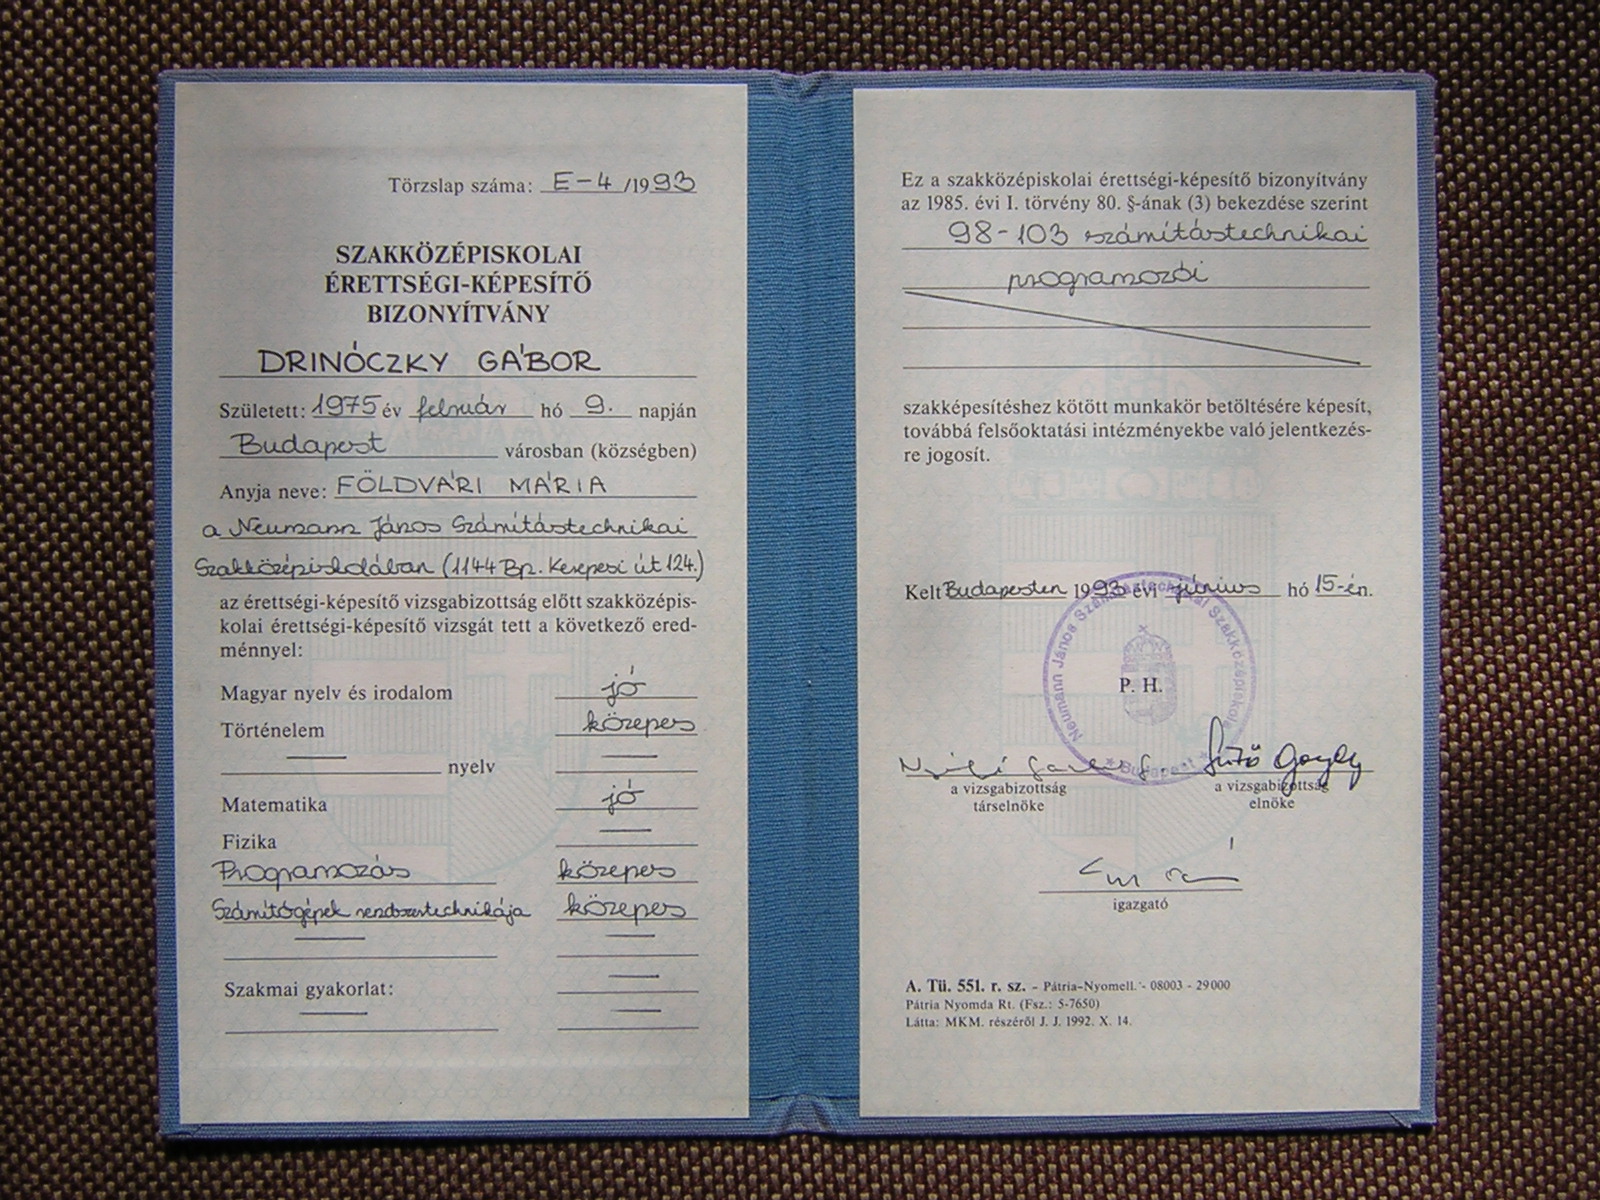 Törzslap száma: E-4 /1993
SZAKKÖZÉPISKOLAI
ÉRETTSÉGI-KÉPESÍTŐ
BIZONYÍTVÁNY
DRINÓCZKY GÁBOR
Született: 1975 év február hó 9. napján
Budapest városban (községben)
Anyja neve: FÖLDVÁRI MÁRIA
a Neumann János Számítástechnikai
Szakközépiskolában (1144 Bp. Kerepesi út 124.)
az érettségi-képesítő vizsgabizottság előtt szakközépis-
kolai érettségi-képesítő vizsgát tett a következő ered-
ménnyel:
Magyar nyelv és irodalom jó
Történelem közepes
nyelv
Matematika jó
Fizika
Programozás közepes
Számítógépek rendszertechnikája közepes
Szakmai gyakorlat:
Ez a szakközépiskolai érettségi-képesítő bizonyítvány
az 1985. évi I. törvény 80. §-ának (3) bekezdése szerint
98-103 számítástechnikai
programozói
szakképesítéshez kötött munkakör betöltésére képesít,
továbbá felsőoktatási intézményekbe való jelentkezés-
re jogosít.
Kelt Budapesten 1993 évi június hó 15-én.
Neumann János Számítástechnikai Szakközépiskola
* Budapest *
P. H.
a vizsgabizottság
társelnöke
a vizsgabizottság
elnöke
igazgató
A. Tü. 551. r. sz. - Pátria-Nyomell. - 08003 - 29000
Pátria Nyomda Rt. (Fsz.: 5-7650)
Látta: MKM. részéről J. J. 1992. X. 14.